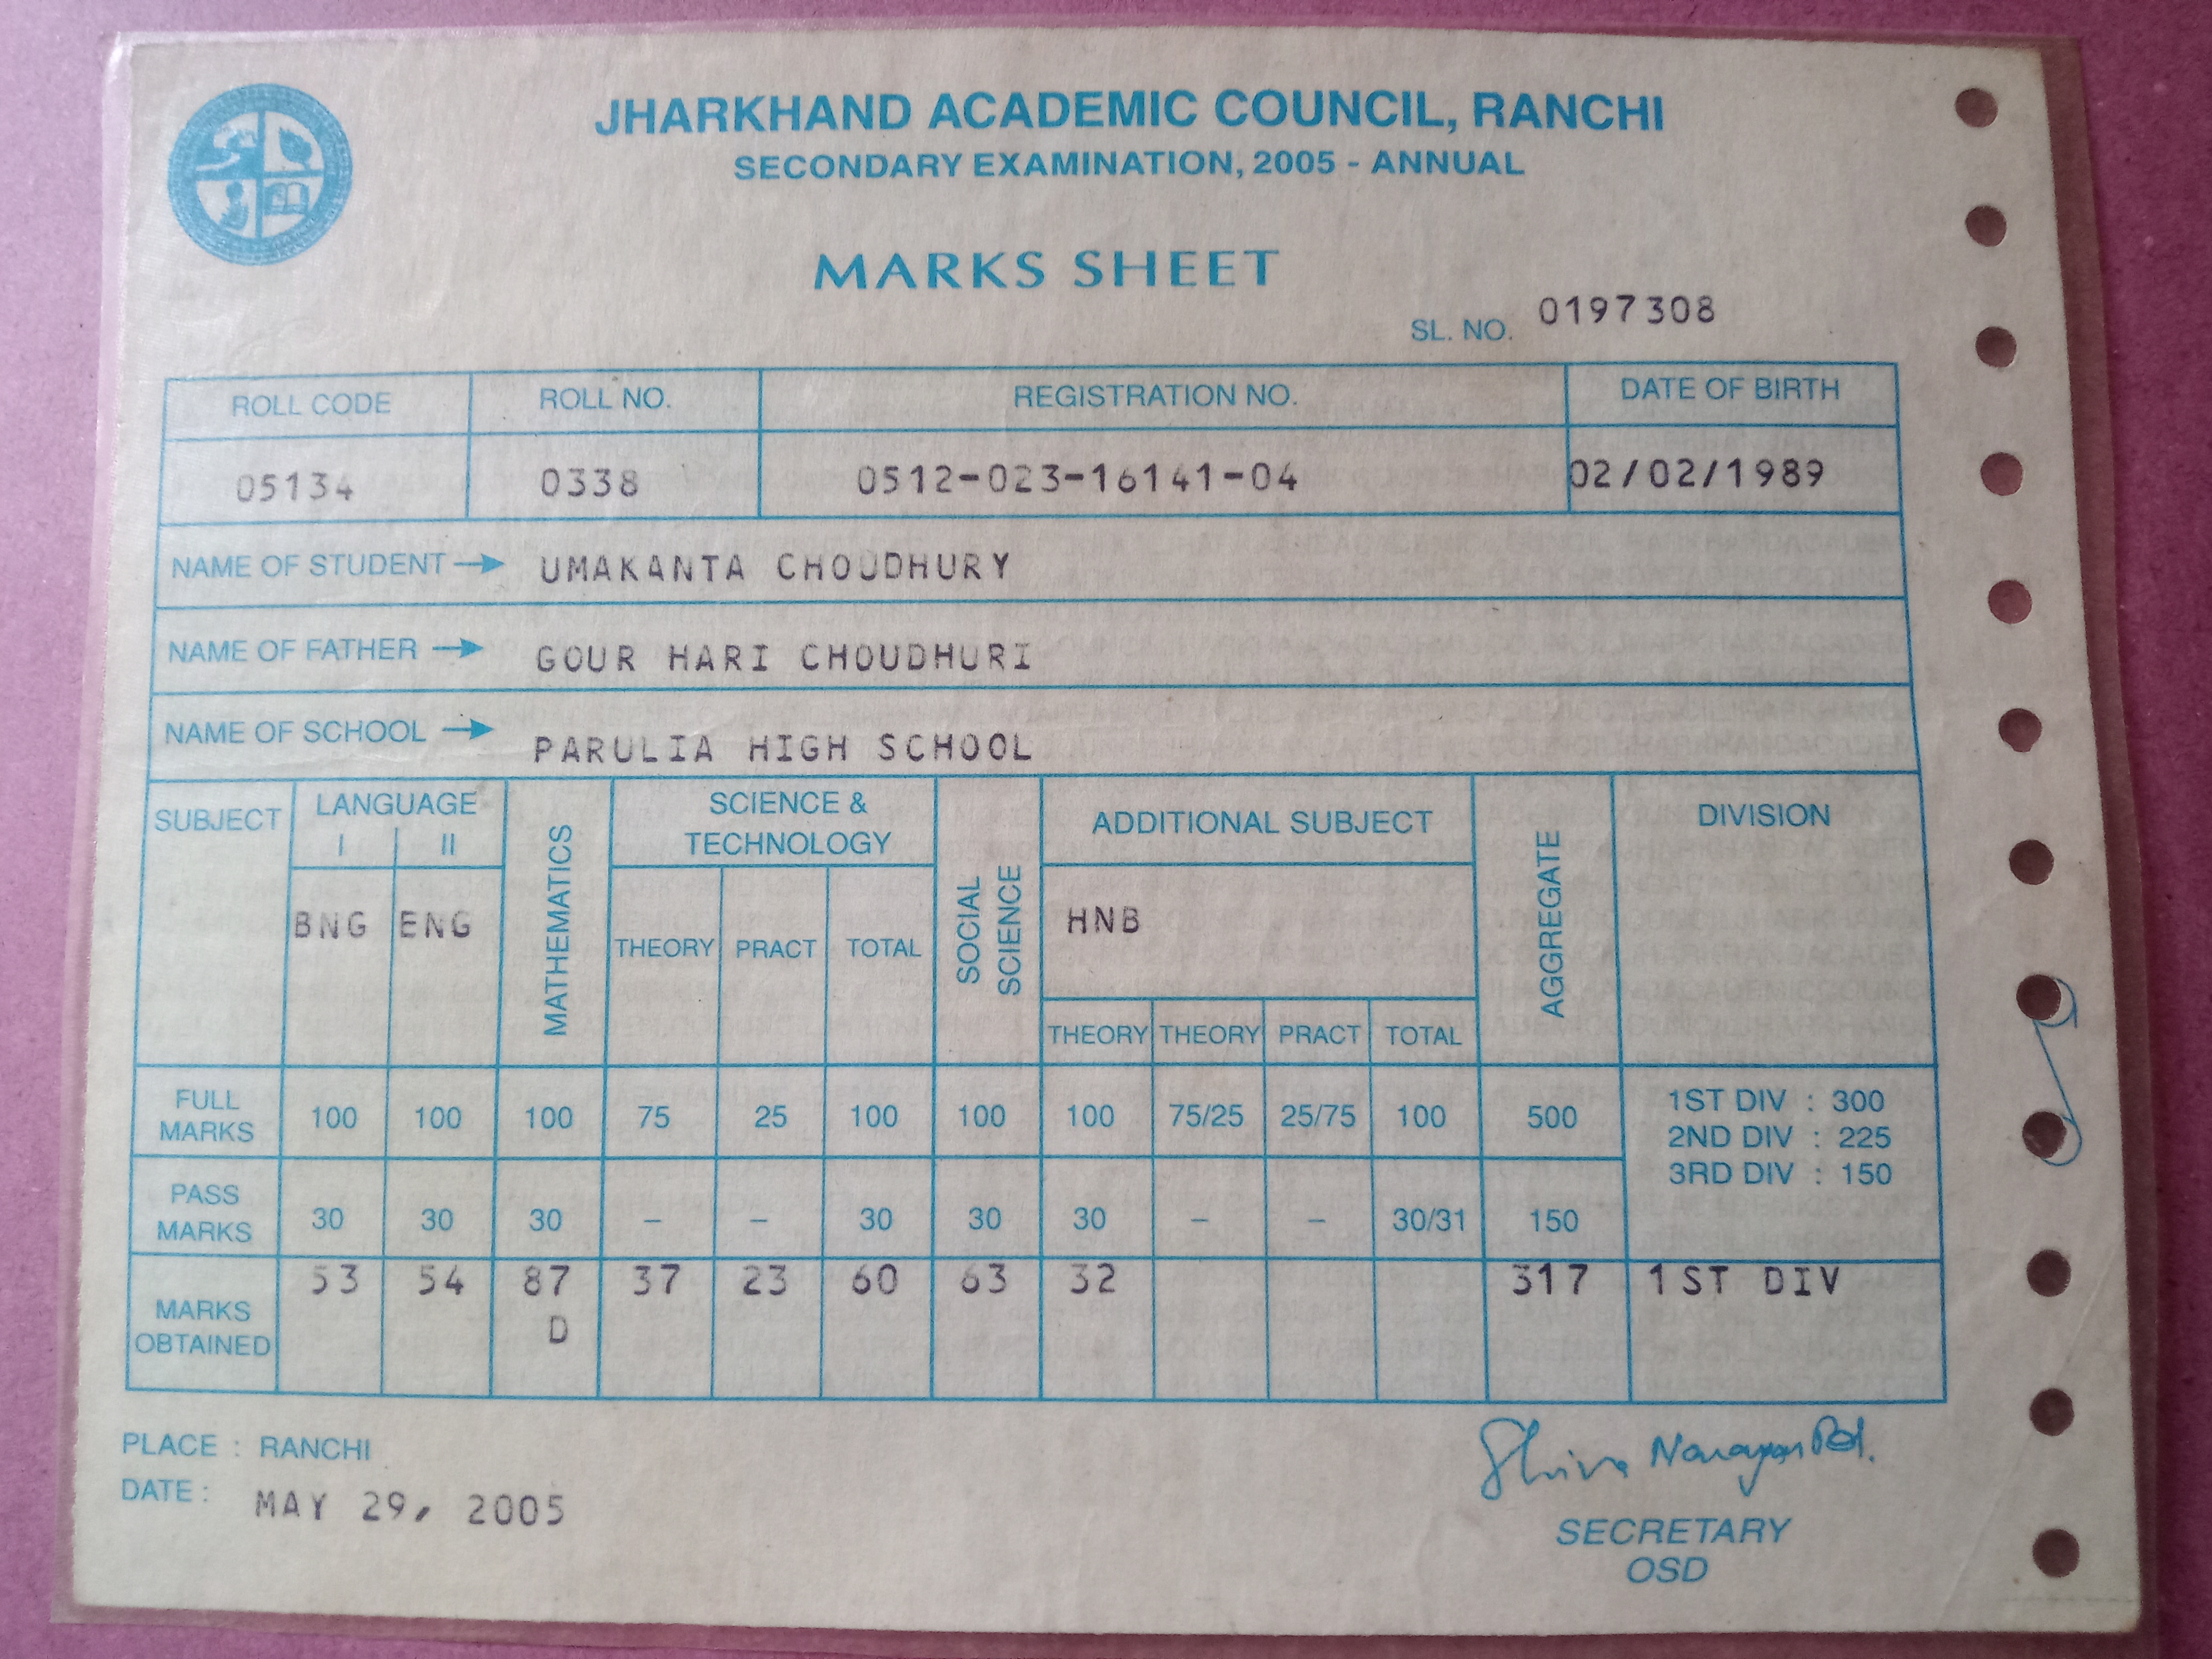 JHARKHAND ACADEMIC COUNCIL, RANCHI
SECONDARY EXAMINATION, 2005 - ANNUAL
MARKS SHEET
SL. NO. 0197308
ROLL CODE ROLL NO. REGISTRATION NO. DATE OF BIRTH
05134 0338 0512-023-16141-04 02/02/1989
NAME OF STUDENT → UMAKANTA CHOUDHURY
NAME OF FATHER → GOUR HARI CHOUDHURI
NAME OF SCHOOL → PARULIA HIGH SCHOOL
SUBJECT LANGUAGE MATHEMATICS SCIENCE & TECHNOLOGY SOCIAL SCIENCE ADDITIONAL SUBJECT AGGREGATE DIVISION
I II
BNG ENG THEORY PRACT TOTAL HNB
THEORY THEORY PRACT TOTAL
FULL MARKS 100 100 100 75 25 100 100 100 75/25 25/75 100 500 1ST DIV : 300
2ND DIV : 225
3RD DIV : 150
PASS MARKS 30 30 30 – – 30 30 30 – – 30/31 150
MARKS OBTAINED 53 54 87 37 23 60 63 32 317 1ST DIV
D
PLACE : RANCHI
DATE : MAY 29, 2005
Shiva Narayan Pd.
SECRETARY
OSD